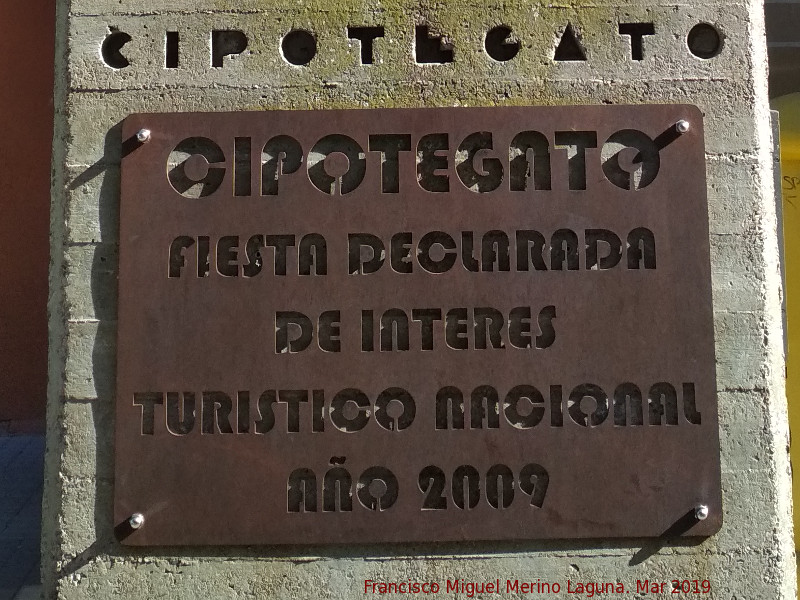 CIPOTEGATO
CIPOTEGATO
FIESTA DECLARADA
DE INTERES
TURISTICO NACIONAL
AÑO 2009
Francisco Miguel Merino Laguna. Mar 2019